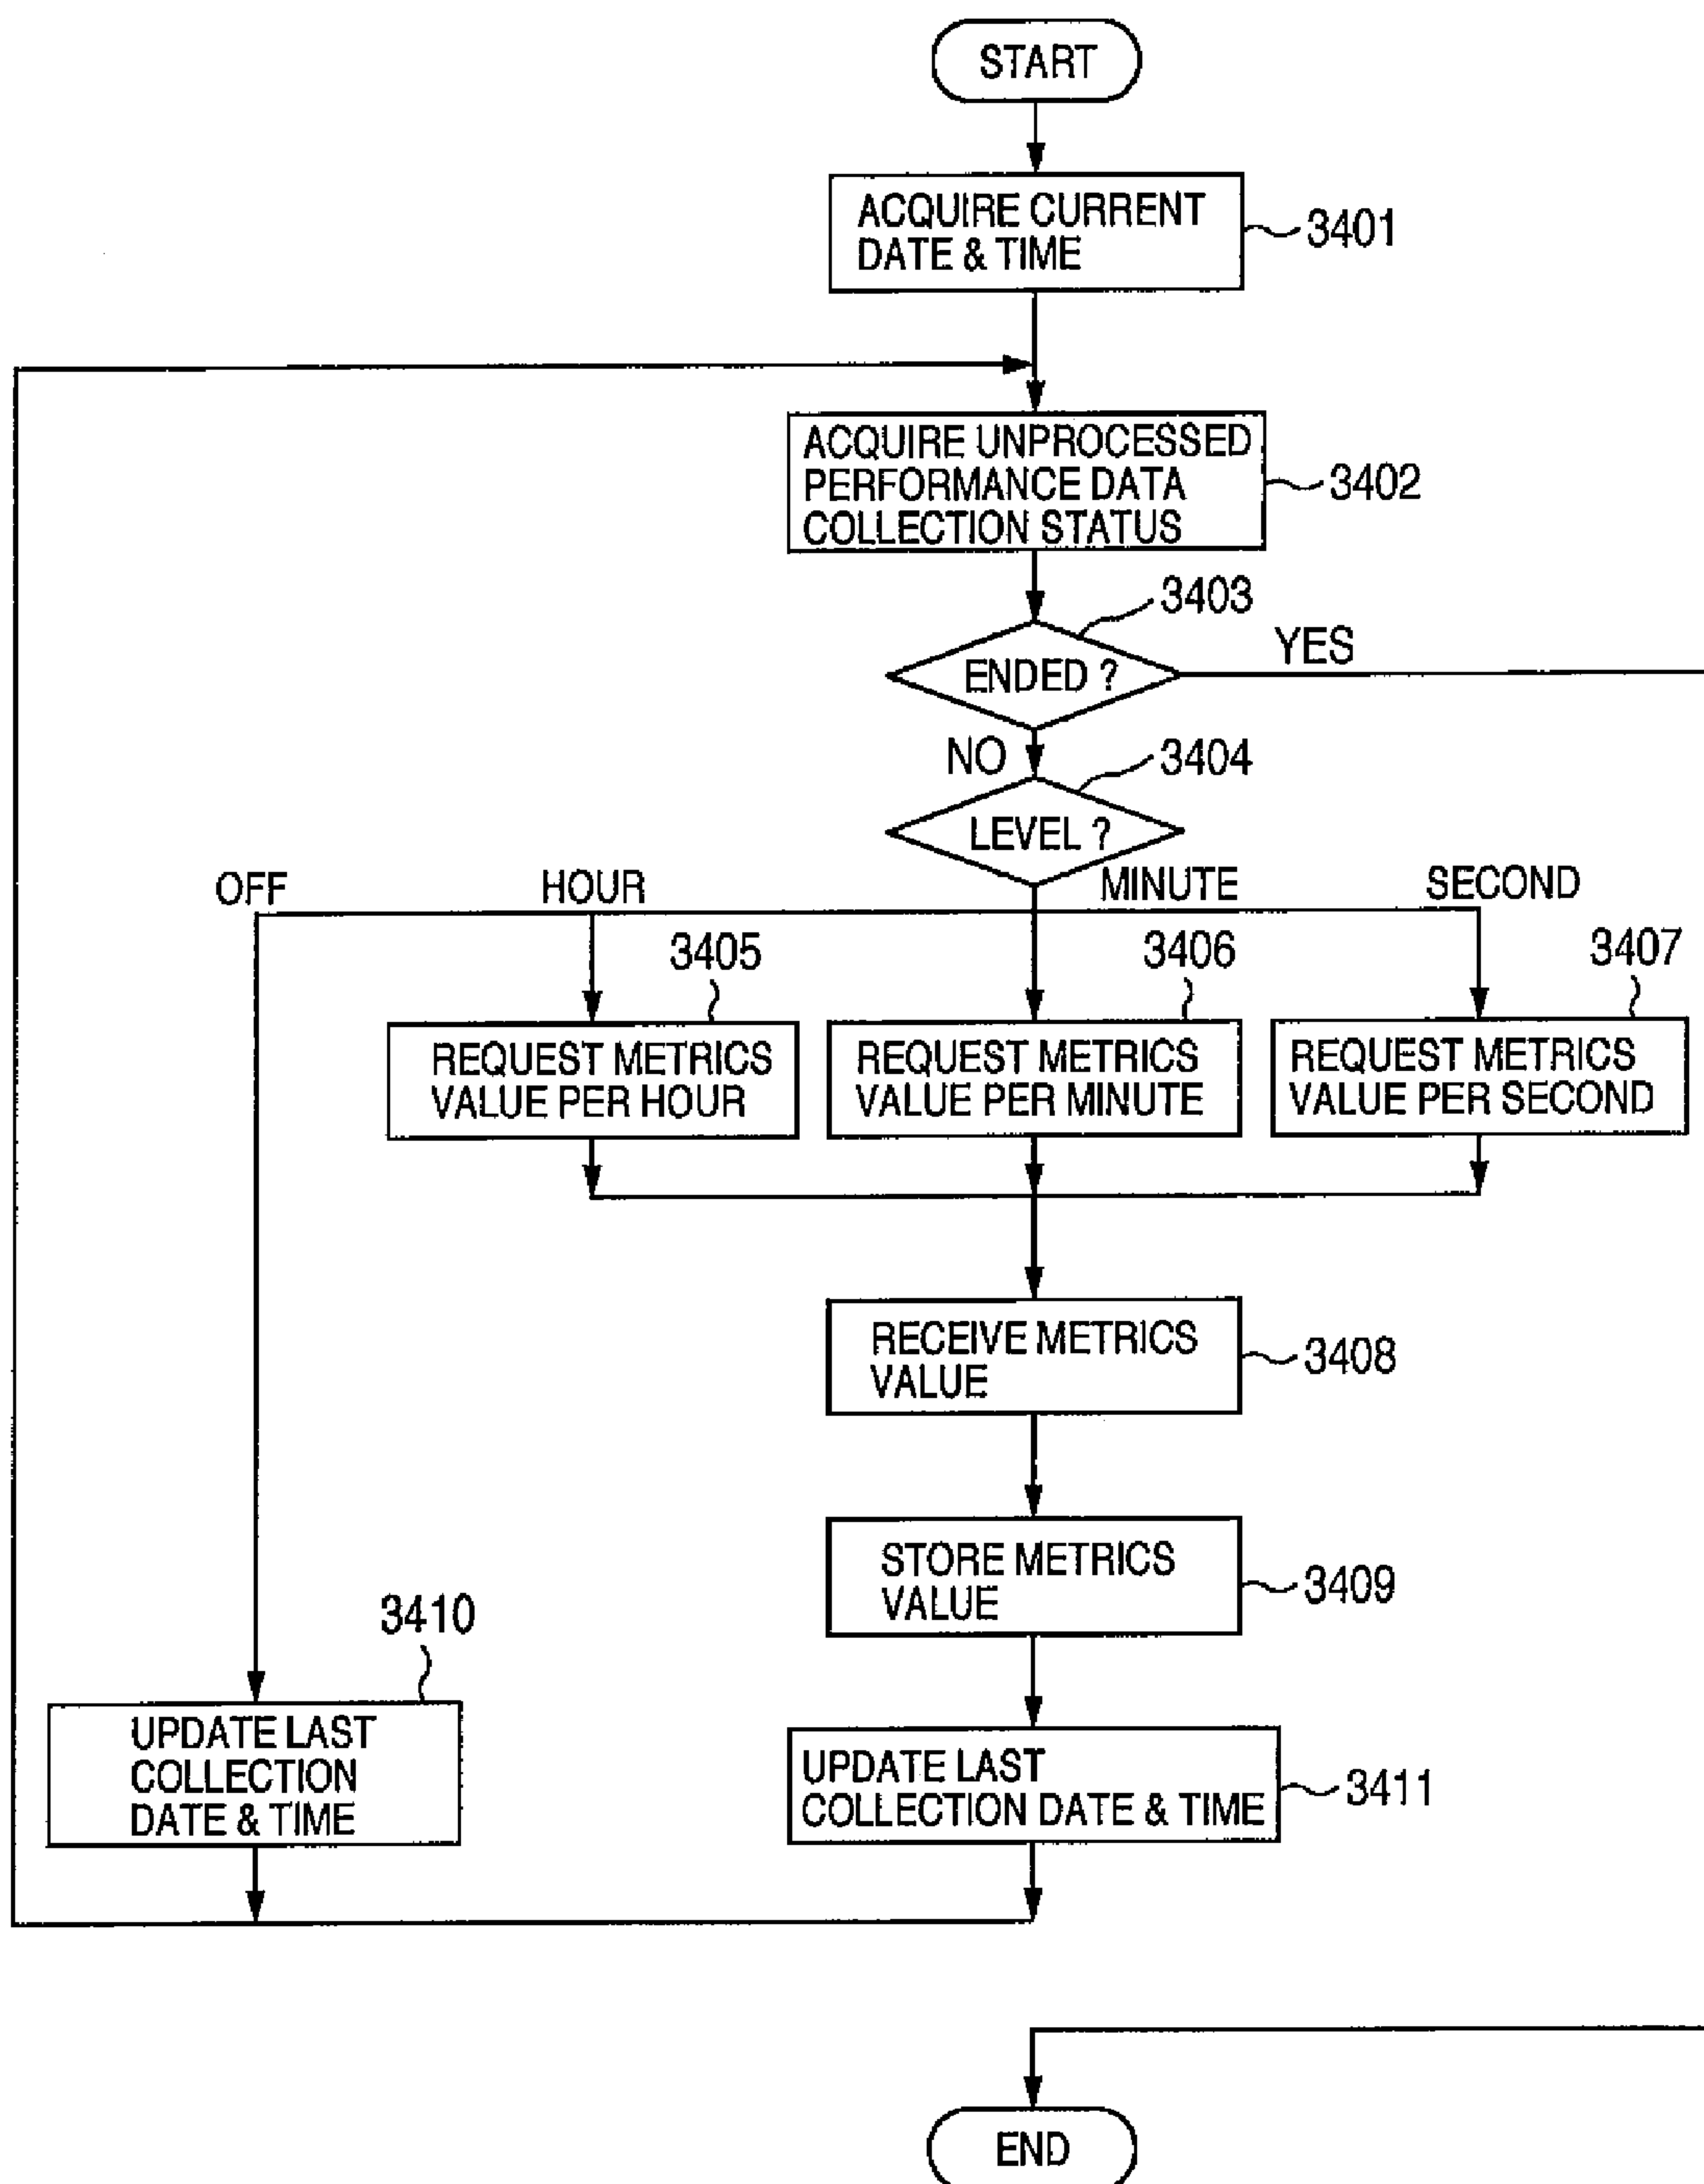 START
ACQUIRE CURRENT
DATE & TIME
3401
ACQUIRE UNPROCESSED
PERFORMANCE DATA
COLLECTION STATUS
3402
3403
ENDED ?
YES
NO
3404
LEVEL ?
OFF
HOUR
MINUTE
SECOND
3405
3406
3407
REQUEST METRICS
VALUE PER HOUR
REQUEST METRICS
VALUE PER MINUTE
REQUEST METRICS
VALUE PER SECOND
RECEIVE METRICS
VALUE
3408
STORE METRICS
VALUE
3409
3410
UPDATE LAST
COLLECTION
DATE & TIME
UPDATE LAST
COLLECTION DATE & TIME
3411
END